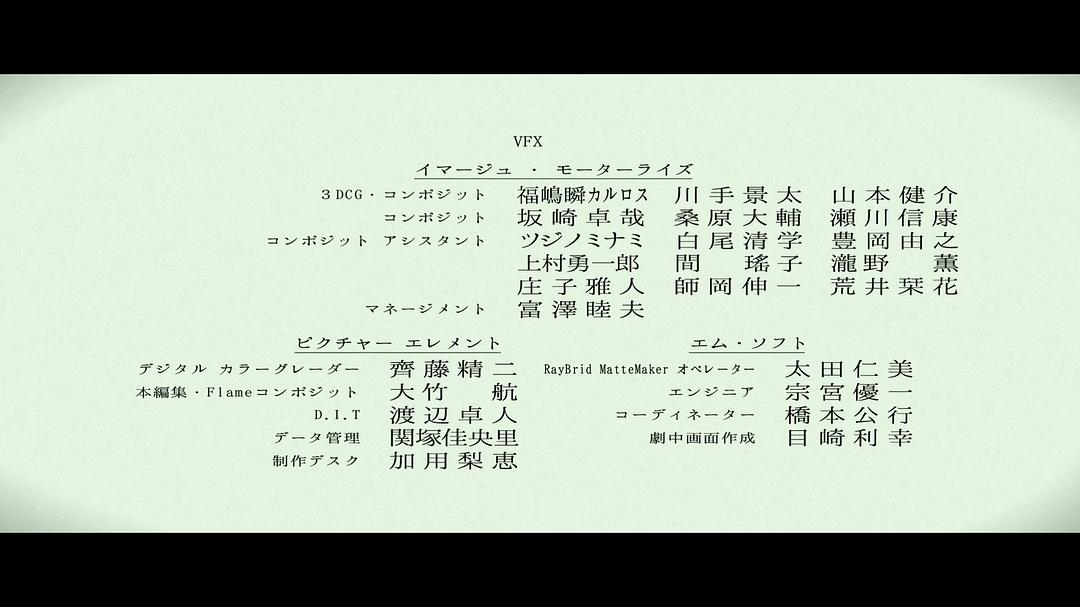 VFX
イマージュ ・ モーターライズ
３DCG・コンポジット 福嶋瞬カルロス 川手景太 山本健介
コンポジット 坂崎卓哉 桑原大輔 瀬川信康
コンポジット アシスタント ツジノミナミ 白尾清学 豊岡由之
上村勇一郎 間 瑤子 瀧野 薫
庄子雅人 師岡伸一 荒井栞花
マネージメント 富澤睦夫
ピクチャー エレメント
デジタル カラーグレーダー 齊藤精二
本編集・Flameコンポジット 大竹 航
D.I.T 渡辺卓人
データ管理 関塚佳央里
制作デスク 加用梨恵
エム・ソフト
RayBrid MatteMaker オペレーター 太田仁美
エンジニア 宗宮優一
コーディネーター 橋本公行
劇中画面作成 目崎利幸